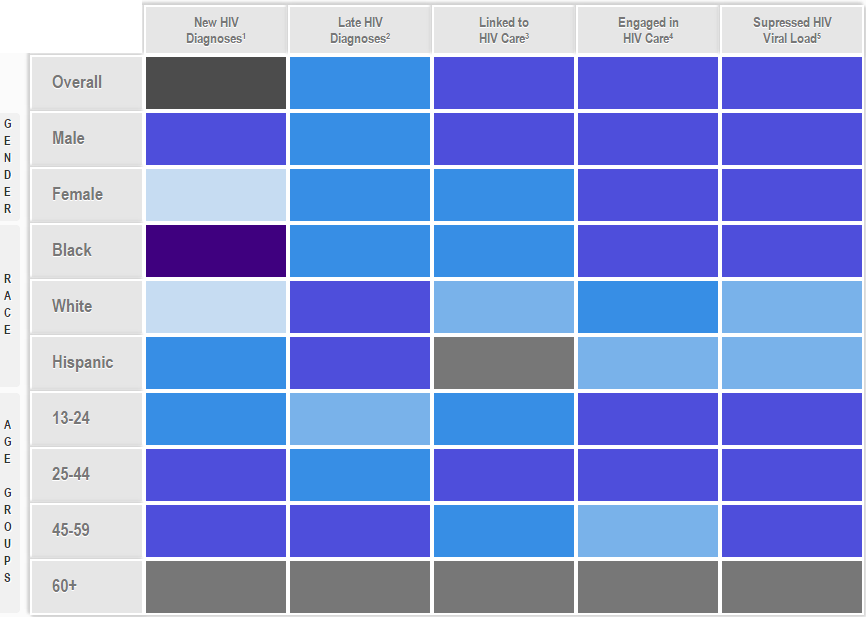 New HIV
Diagnoses¹
Late HIV
Diagnoses²
Linked to
HIV Care³
Engaged in
HIV Care⁴
Supressed HIV
Viral Load⁵
GENDER
Overall
Male
Female
RACE
Black
White
Hispanic
AGE GROUPS
13-24
25-44
45-59
60+